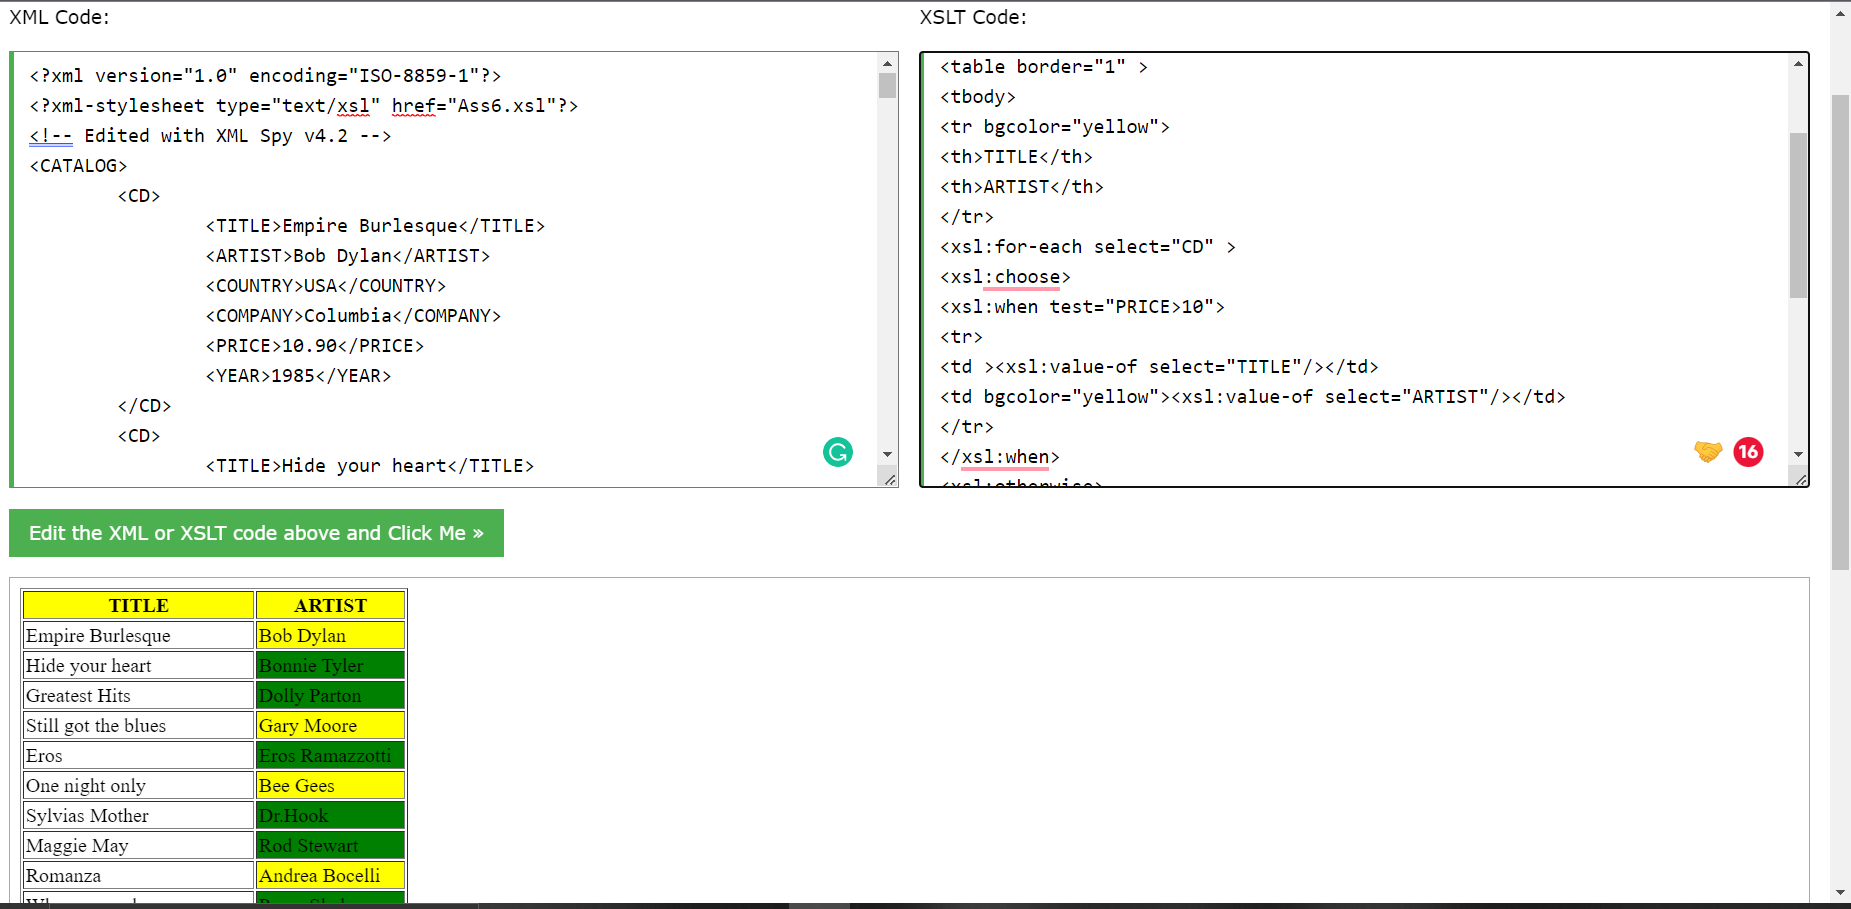 XML Code:
<?xml version="1.0" encoding="ISO-8859-1"?>
<?xml-stylesheet type="text/xsl" href="Ass6.xsl"?>
<!-- Edited with XML Spy v4.2 -->
<CATALOG>
<CD>
<TITLE>Empire Burlesque</TITLE>
<ARTIST>Bob Dylan</ARTIST>
<COUNTRY>USA</COUNTRY>
<COMPANY>Columbia</COMPANY>
<PRICE>10.90</PRICE>
<YEAR>1985</YEAR>
</CD>
<CD>
<TITLE>Hide your heart</TITLE>
XSLT Code:
<table border="1" >
<tbody>
<tr bgcolor="yellow">
<th>TITLE</th>
<th>ARTIST</th>
</tr>
<xsl:for-each select="CD" >
<xsl:choose>
<xsl:when test="PRICE>10">
<tr>
<td ><xsl:value-of select="TITLE"/></td>
<td bgcolor="yellow"><xsl:value-of select="ARTIST"/></td>
</tr>
</xsl:when>
<xsl:otherwise>
16
Edit the XML or XSLT code above and Click Me »
TITLE ARTIST
Empire Burlesque Bob Dylan
Hide your heart Bonnie Tyler
Greatest Hits Dolly Parton
Still got the blues Gary Moore
Eros Eros Ramazzotti
One night only Bee Gees
Sylvias Mother Dr.Hook
Maggie May Rod Stewart
Romanza Andrea Bocelli